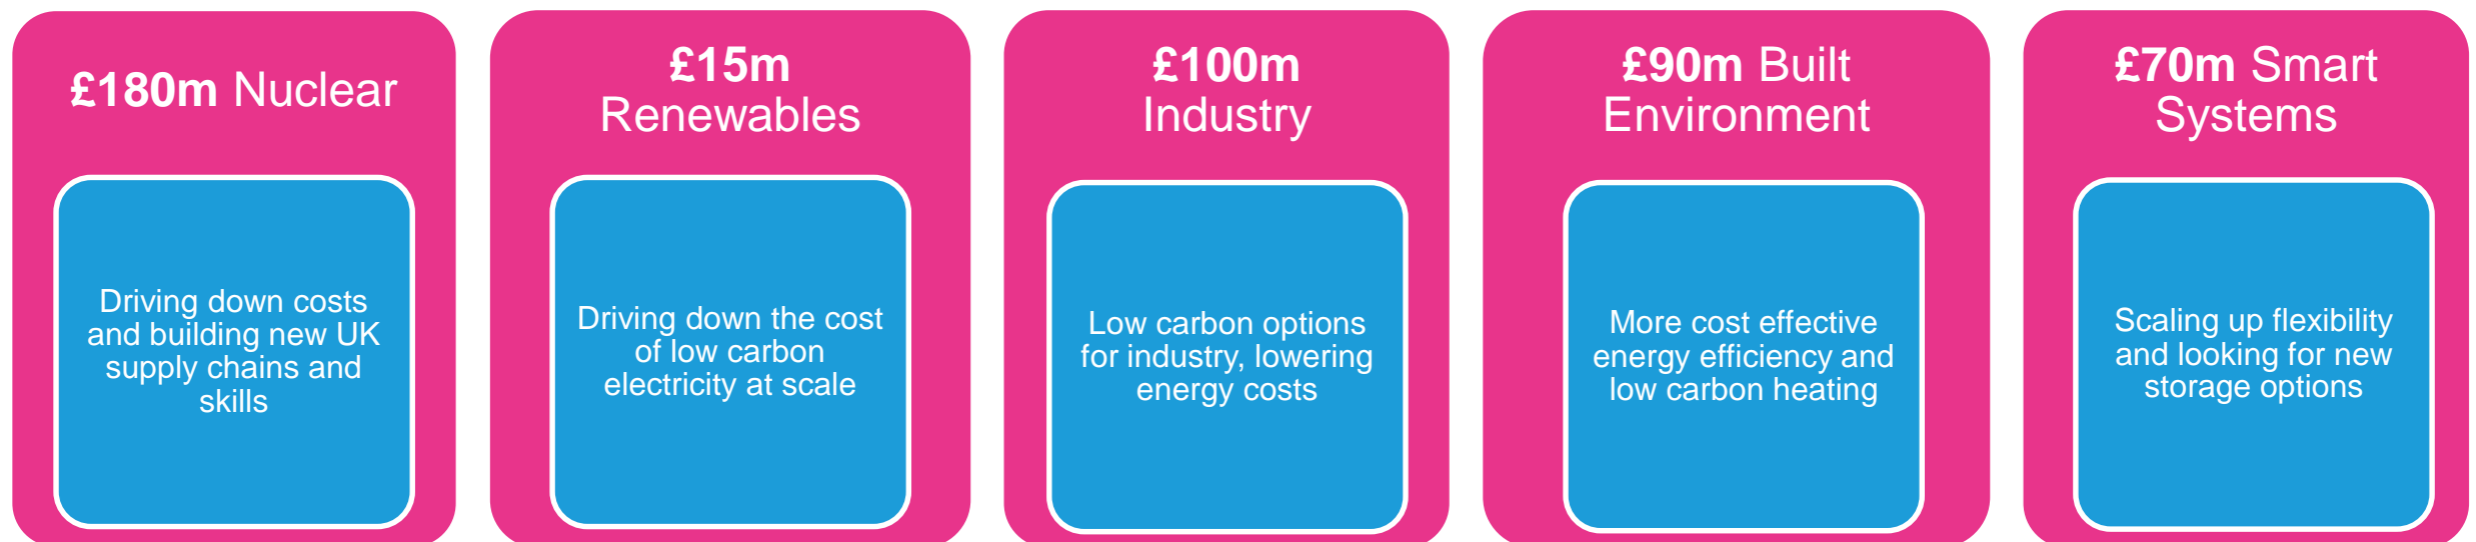 £180m Nuclear
Driving down costs
and building new UK
supply chains and
skills
£15m
Renewables
Driving down the cost
of low carbon
electricity at scale
£100m
Industry
Low carbon options
for industry, lowering
energy costs
£90m Built
Environment
More cost effective
energy efficiency and
low carbon heating
£70m Smart
Systems
Scaling up flexibility
and looking for new
storage options